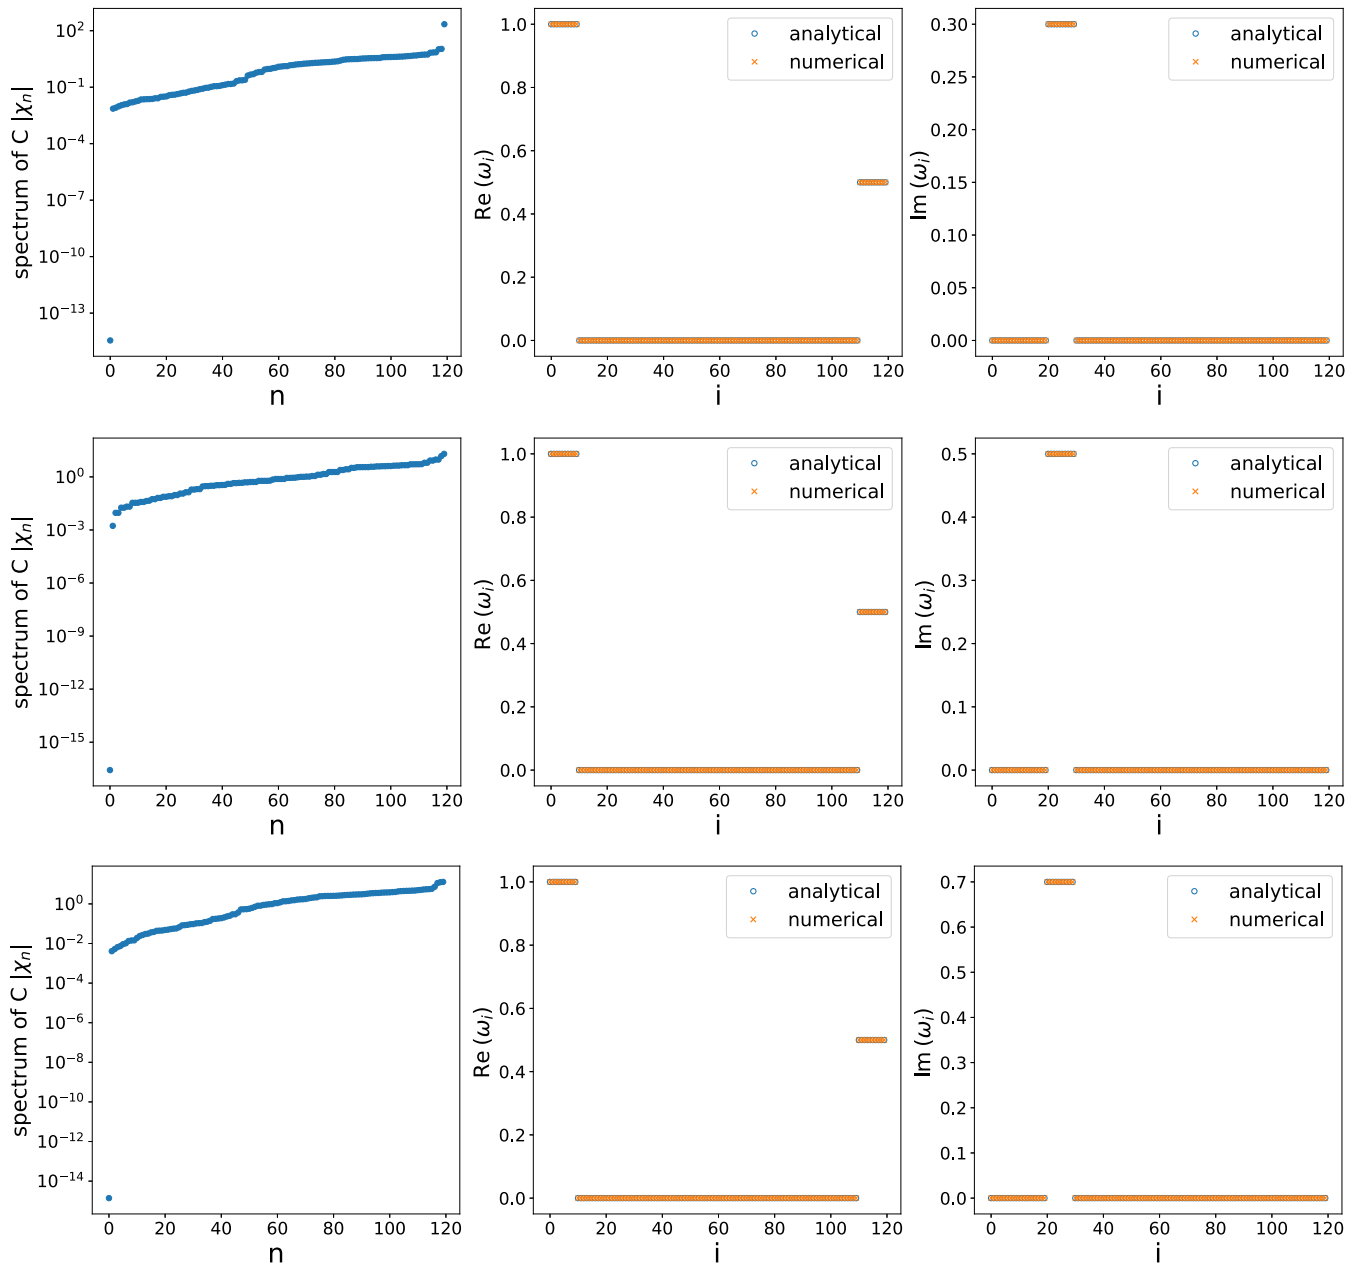 spectrum of C |χₙ|
10²
10⁻¹
10⁻⁴
10⁻⁷
10⁻¹⁰
10⁻¹³
0 20 40 60 80 100 120
n
Re (ωᵢ)
1.0
0.8
0.6
0.4
0.2
0.0
0 20 40 60 80 100 120
i
analytical
numerical
Im (ωᵢ)
0.30
0.25
0.20
0.15
0.10
0.05
0.00
0 20 40 60 80 100 120
i
analytical
numerical
spectrum of C |χₙ|
10⁰
10⁻³
10⁻⁶
10⁻⁹
10⁻¹²
10⁻¹⁵
0 20 40 60 80 100 120
n
Re (ωᵢ)
1.0
0.8
0.6
0.4
0.2
0.0
0 20 40 60 80 100 120
i
analytical
numerical
Im (ωᵢ)
0.5
0.4
0.3
0.2
0.1
0.0
0 20 40 60 80 100 120
i
analytical
numerical
spectrum of C |χₙ|
10⁰
10⁻²
10⁻⁴
10⁻⁶
10⁻⁸
10⁻¹⁰
10⁻¹²
10⁻¹⁴
0 20 40 60 80 100 120
n
Re (ωᵢ)
1.0
0.8
0.6
0.4
0.2
0.0
0 20 40 60 80 100 120
i
analytical
numerical
Im (ωᵢ)
0.7
0.6
0.5
0.4
0.3
0.2
0.1
0.0
0 20 40 60 80 100 120
i
analytical
numerical